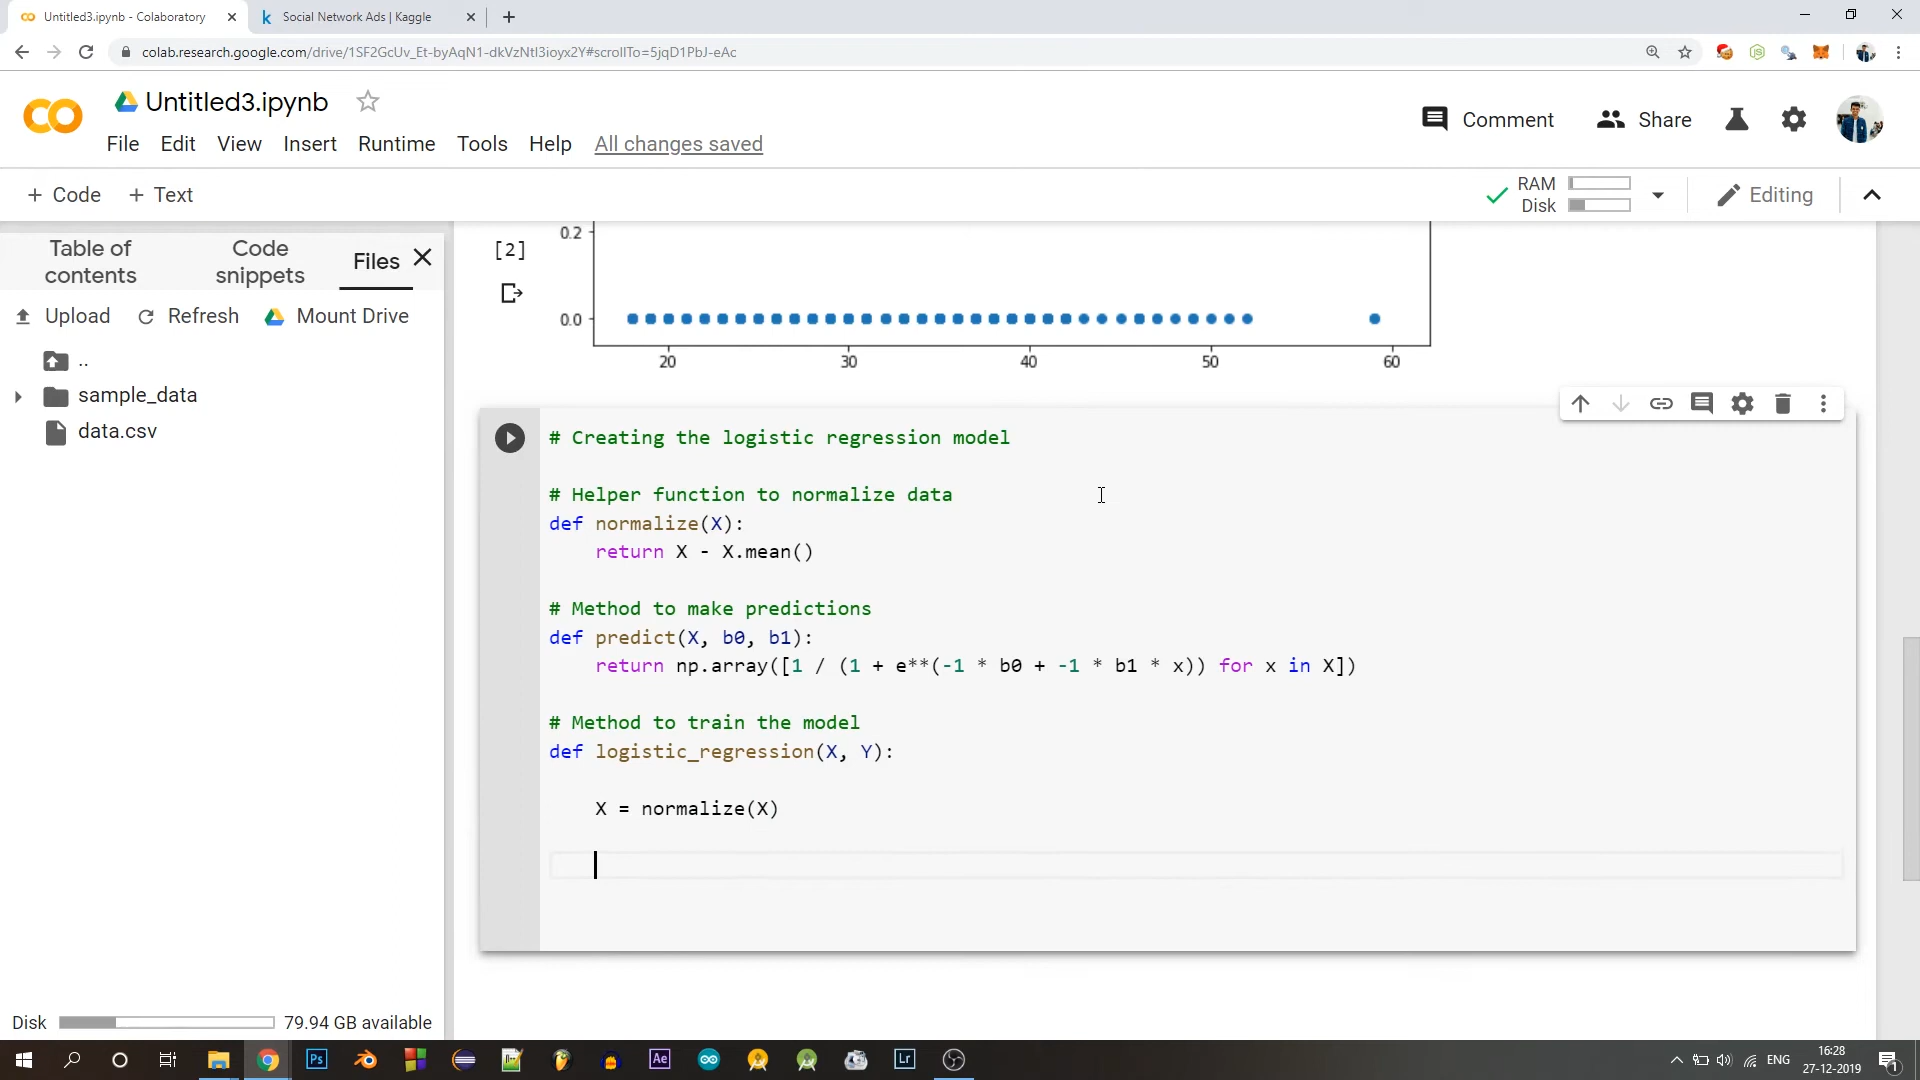 Untitled3.ipynb - Colaboratory
Social Network Ads | Kaggle
colab.research.google.com/drive/1SF2GcUv_Et-byAqN1-dkVzNtl3ioyx2Y#scrollTo=5jqD1PbJ-eAc
Untitled3.ipynb
File Edit View Insert Runtime Tools Help All changes saved
Comment Share
+ Code + Text
RAM
Disk
Editing
Table of contents
Code snippets
Files
Upload Refresh Mount Drive
..
sample_data
data.csv
Disk 79.94 GB available
[2]
0.2
0.0
20 30 40 50 60
# Creating the logistic regression model
# Helper function to normalize data
def normalize(X):
    return X - X.mean()
# Method to make predictions
def predict(X, b0, b1):
    return np.array([1 / (1 + e**(-1 * b0 + -1 * b1 * x)) for x in X])
# Method to train the model
def logistic_regression(X, Y):
    X = normalize(X)
Ps
Ae
Lr
ENG
16:28
27-12-2019
1